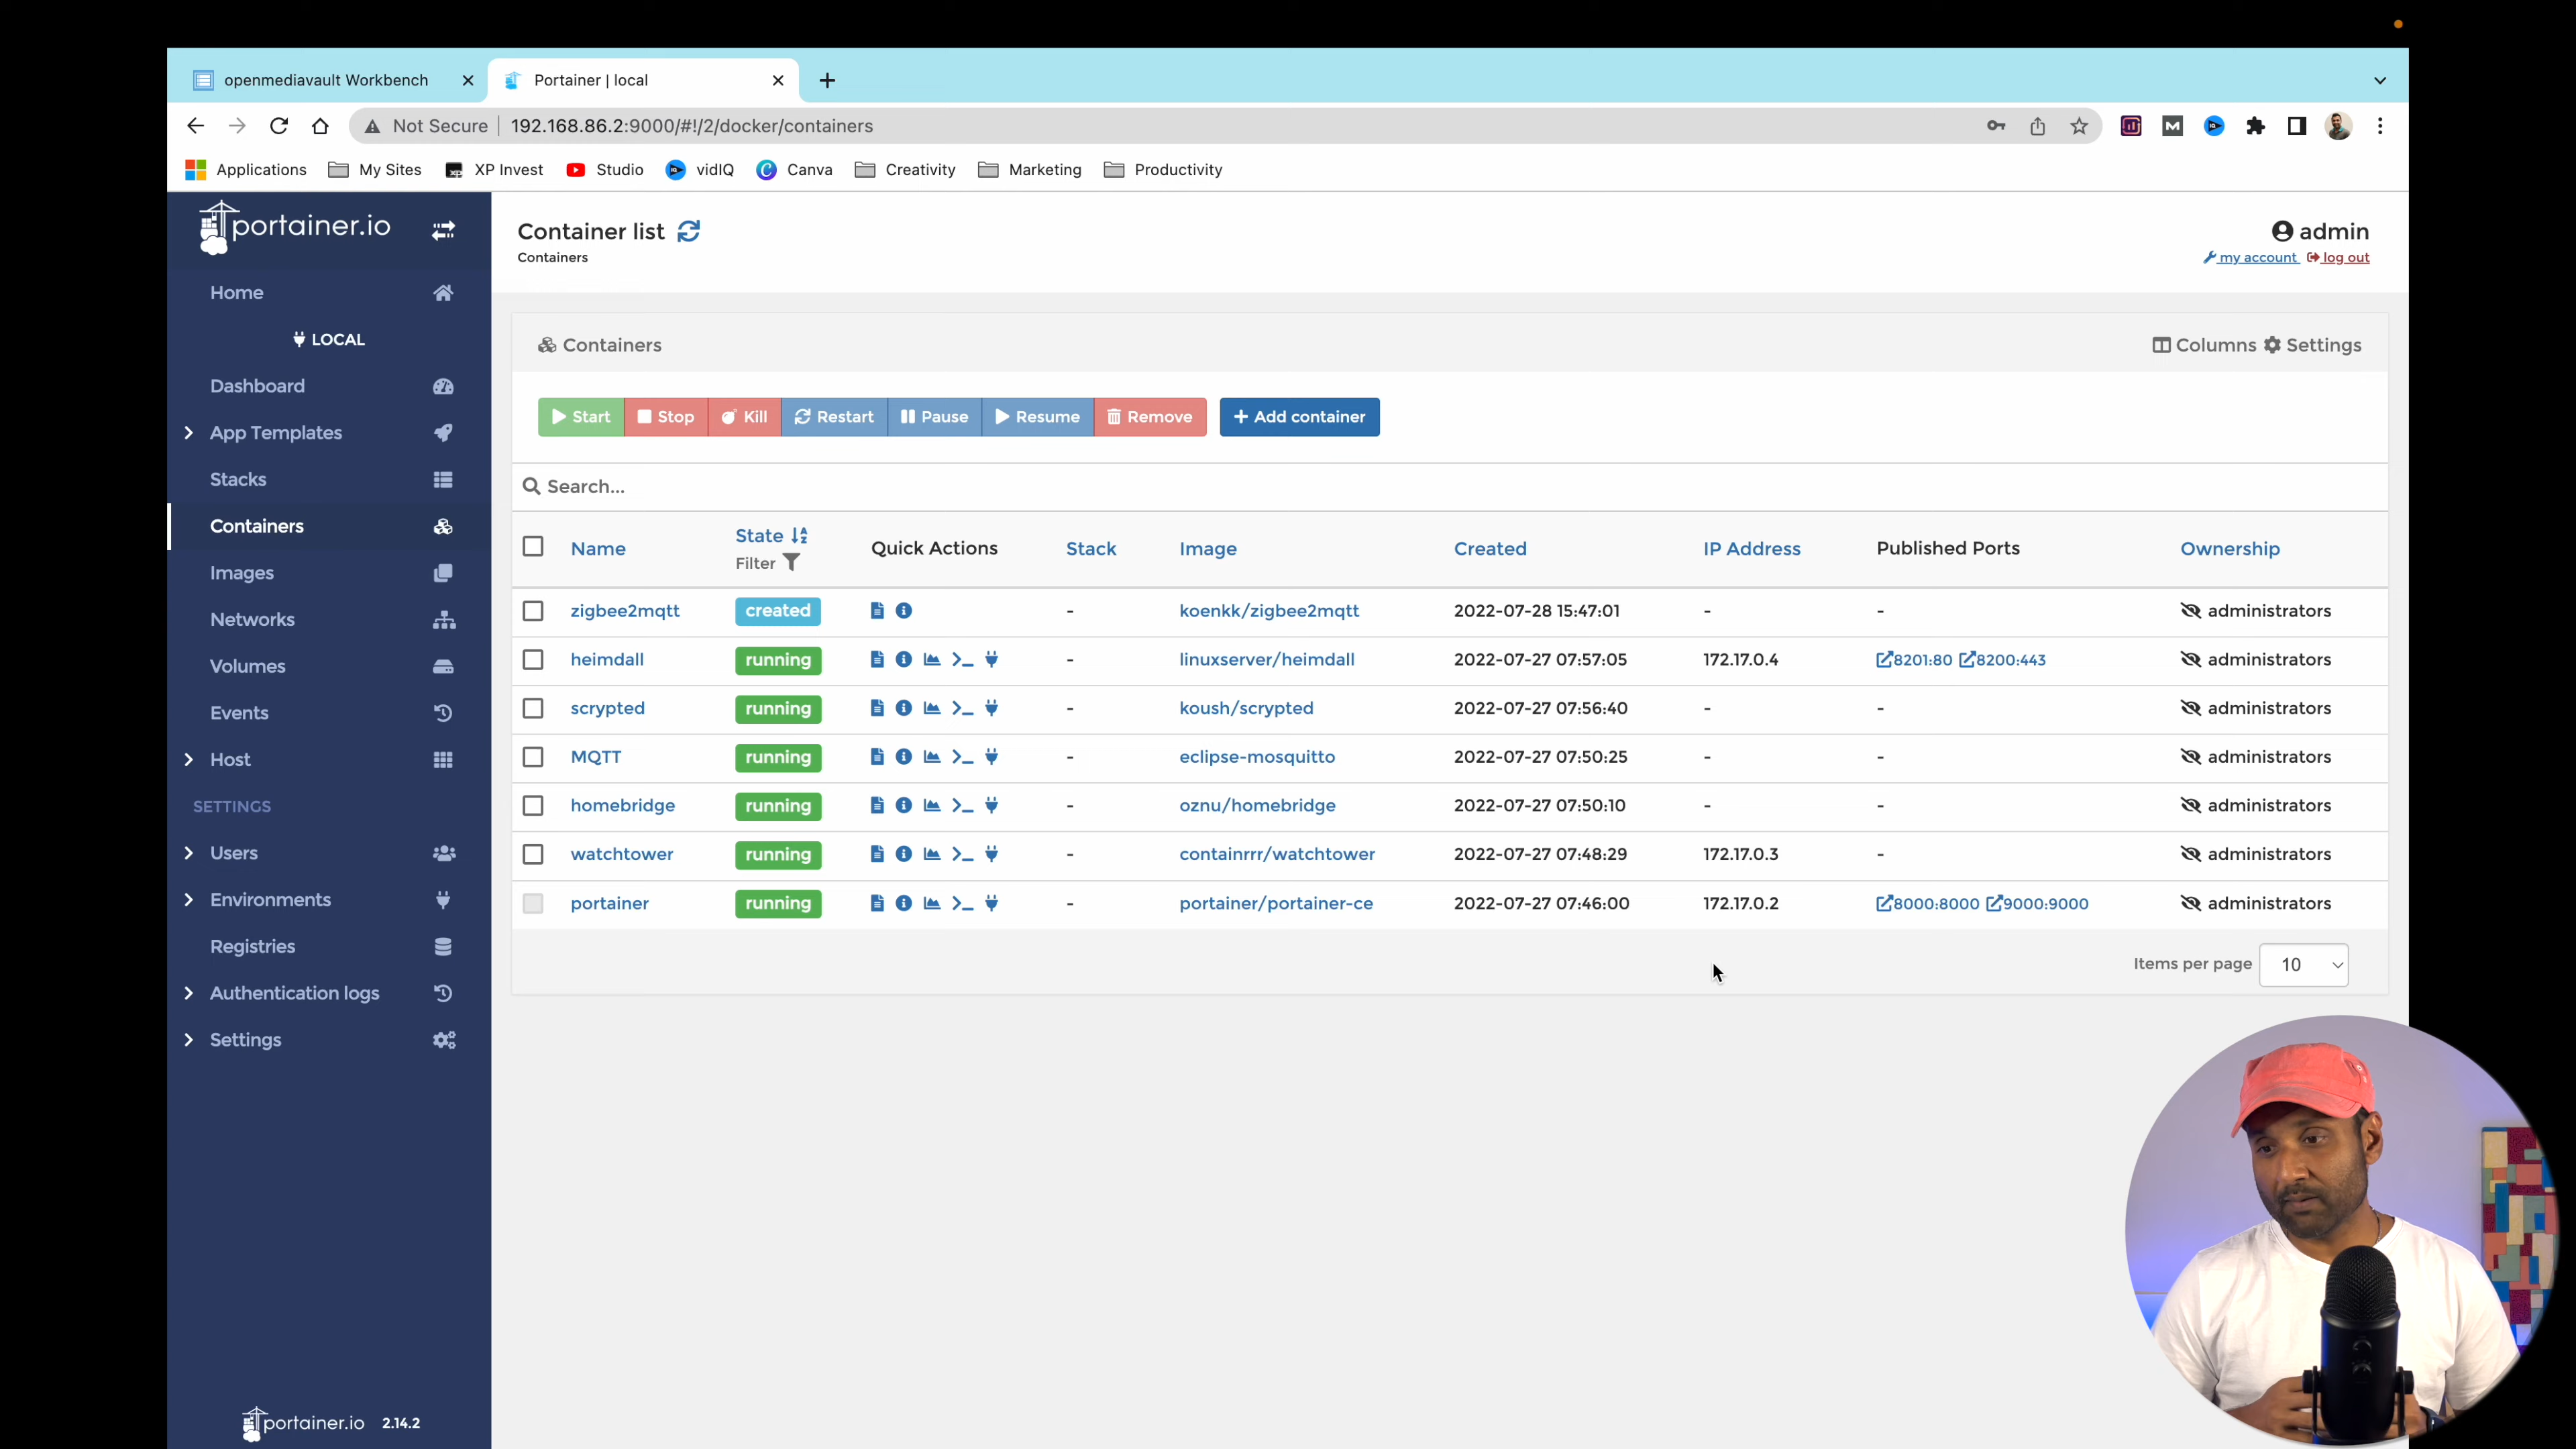 openmediavault Workbench
Portainer | local
Not Secure 192.168.86.2:9000/#!/2/docker/containers
Applications My Sites XP Invest Studio vidIQ Canva Creativity Marketing Productivity
portainer.io
Home
LOCAL
Dashboard
App Templates
Stacks
Containers
Images
Networks
Volumes
Events
Host
SETTINGS
Users
Environments
Registries
Authentication logs
Settings
portainer.io 2.14.2
Container list
Containers
admin
my account log out
Containers
Columns Settings
Start Stop Kill Restart Pause Resume Remove + Add container
Search...
Name State Filter Quick Actions Stack Image Created IP Address Published Ports Ownership
zigbee2mqtt created - koenkk/zigbee2mqtt 2022-07-28 15:47:01 - - administrators
heimdall running - linuxserver/heimdall 2022-07-27 07:57:05 172.17.0.4 8201:80 8200:443 administrators
scrypted running - koush/scrypted 2022-07-27 07:56:40 - - administrators
MQTT running - eclipse-mosquitto 2022-07-27 07:50:25 - - administrators
homebridge running - oznu/homebridge 2022-07-27 07:50:10 - - administrators
watchtower running - containrrr/watchtower 2022-07-27 07:48:29 172.17.0.3 - administrators
portainer running - portainer/portainer-ce 2022-07-27 07:46:00 172.17.0.2 8000:8000 9000:9000 administrators
Items per page 10